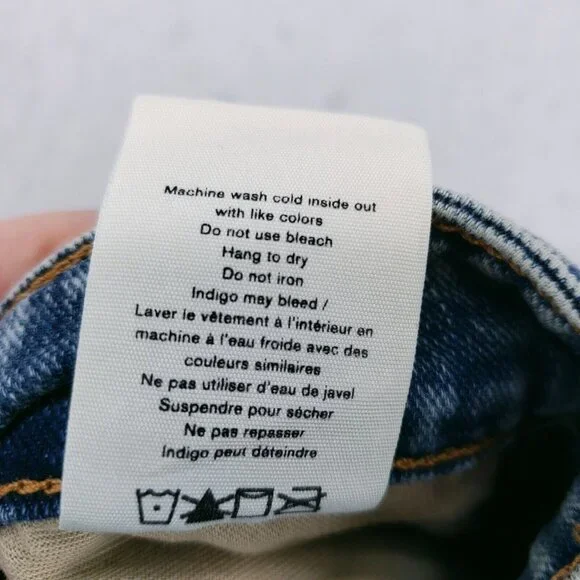 Machine wash cold inside out
with like colors
Do not use bleach
Hang to dry
Do not iron
Indigo may bleed /
Laver le vêtement à l'intérieur en
machine à l'eau froide avec des
couleurs similaires
Ne pas utiliser d'eau de javel
Suspendre pour sécher
Ne pas repasser
Indigo peut déteindre